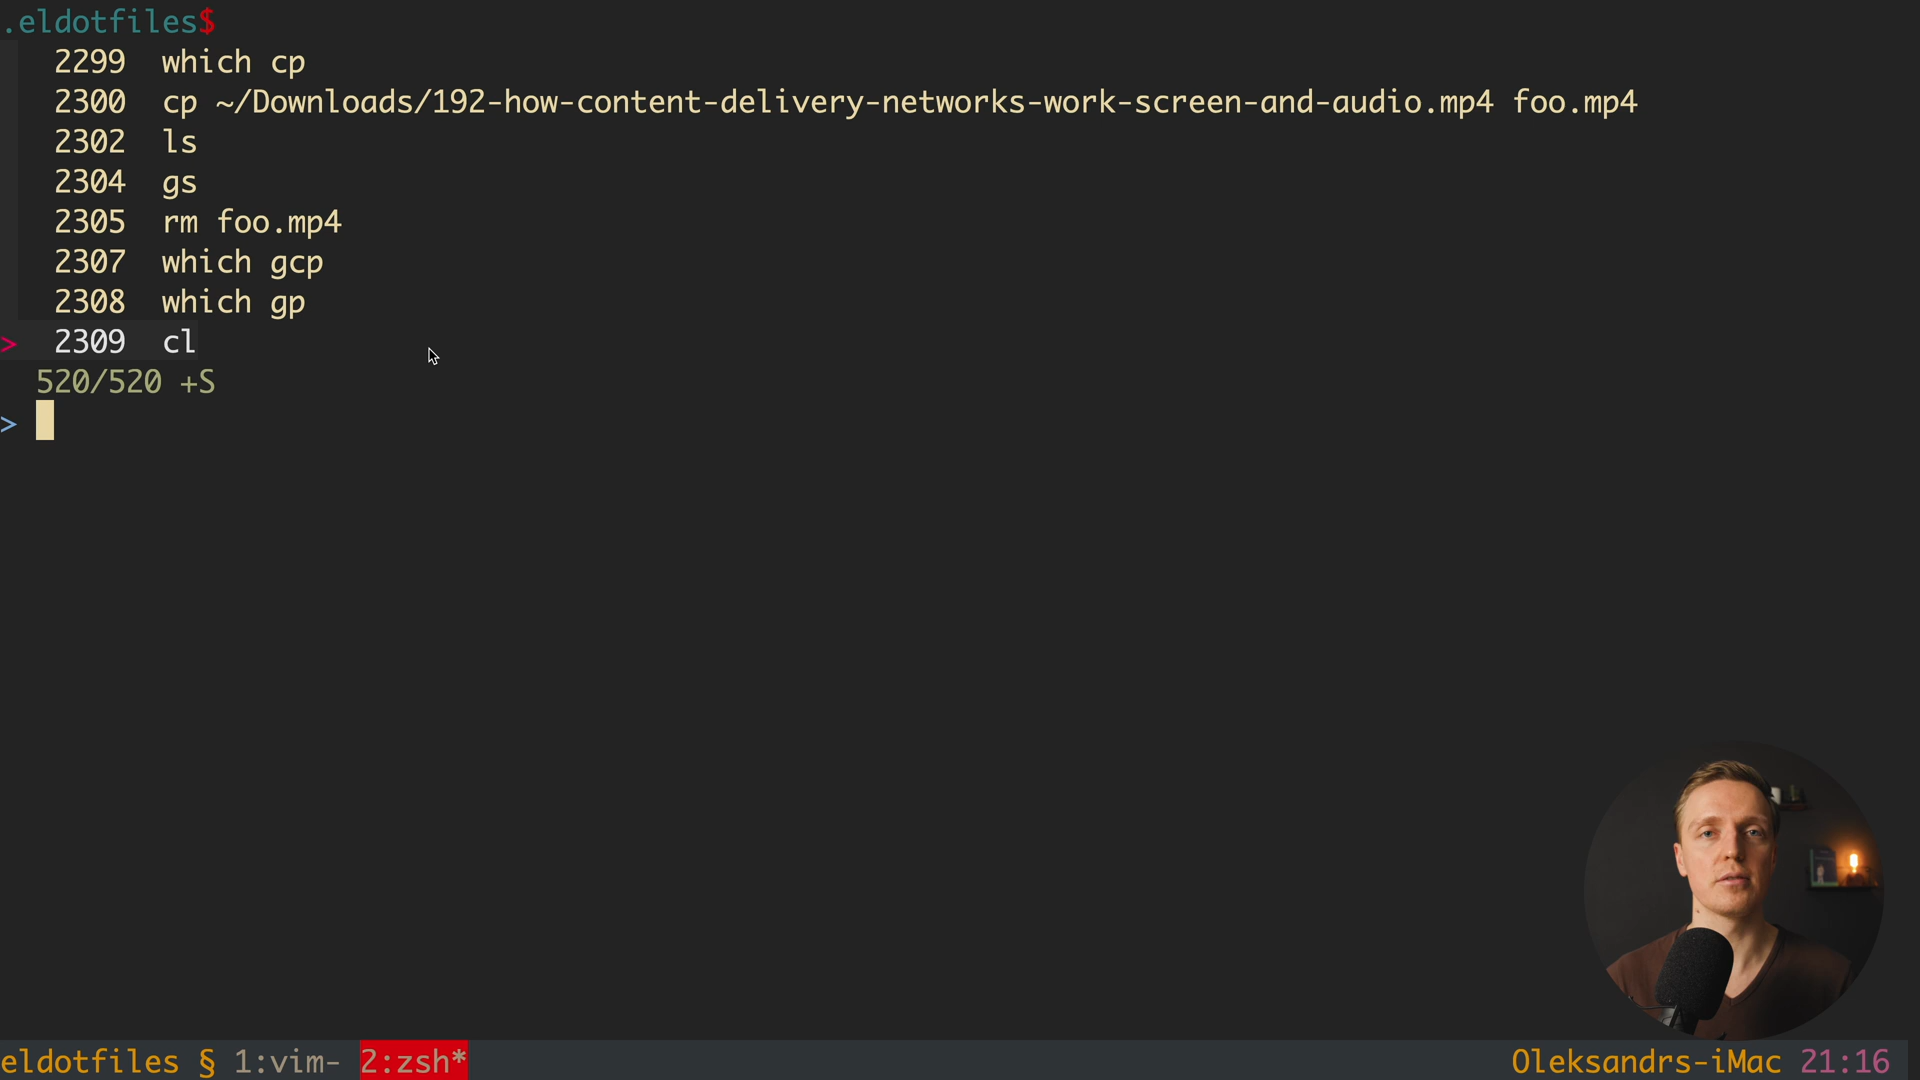 .eldotfiles$
2299 which cp
2300 cp ~/Downloads/192-how-content-delivery-networks-work-screen-and-audio.mp4 foo.mp4
2302 ls
2304 gs
2305 rm foo.mp4
2307 which gcp
2308 which gp
> 2309 cl
520/520 +S
>
eldotfiles § 1:vim- 2:zsh* Oleksandrs-iMac 21:16